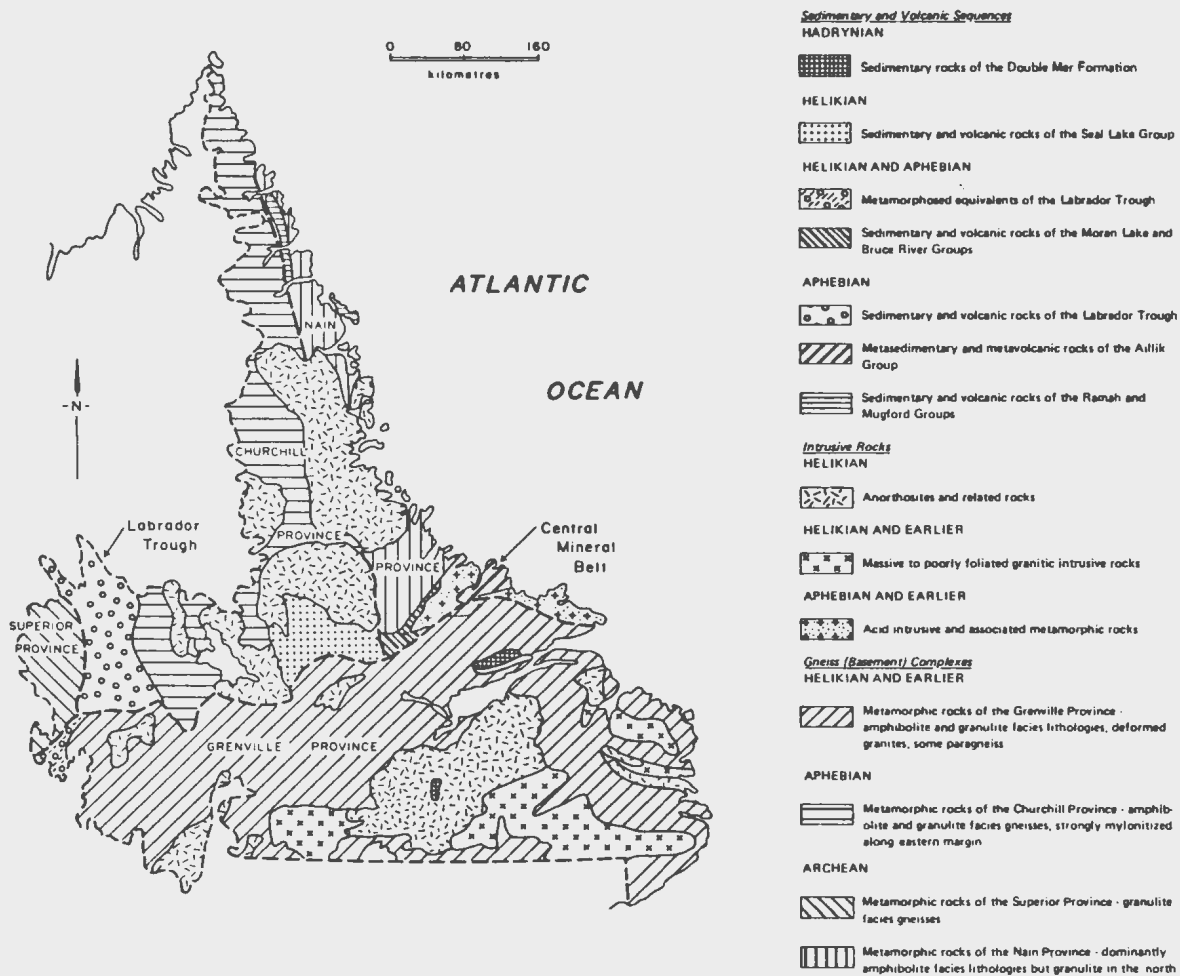 0 80 160
kilometres
ATLANTIC
OCEAN
-N-
NAIN
CHURCHILL
PROVINCE
PROVINCE
Labrador
Trough
Central
Mineral
Belt
SUPERIOR
PROVINCE
GRENVILLE PROVINCE
Sedimentary and Volcanic Sequences
HADRYNIAN
Sedimentary rocks of the Double Mer Formation
HELIKIAN
Sedimentary and volcanic rocks of the Seal Lake Group
HELIKIAN AND APHEBIAN
Metamorphosed equivalents of the Labrador Trough
Sedimentary and volcanic rocks of the Moran Lake and
Bruce River Groups
APHEBIAN
Sedimentary and volcanic rocks of the Labrador Trough
Metasedimentary and metavolcanic rocks of the Aillik
Group
Sedimentary and volcanic rocks of the Ramah and
Mugford Groups
Intrusive Rocks
HELIKIAN
Anorthosites and related rocks
HELIKIAN AND EARLIER
Massive to poorly foliated granitic intrusive rocks
APHEBIAN AND EARLIER
Acid intrusive and associated metamorphic rocks
Gneiss (Basement) Complexes
HELIKIAN AND EARLIER
Metamorphic rocks of the Grenville Province -
amphibolite and granulite facies lithologies, deformed
granites, some paragneiss
APHEBIAN
Metamorphic rocks of the Churchill Province - amphib-
olite and granulite facies gneisses, strongly mylonitized
along eastern margin
ARCHEAN
Metamorphic rocks of the Superior Province - granulite
facies gneisses
Metamorphic rocks of the Nain Province - dominantly
amphibolite facies lithologies but granulite in the north